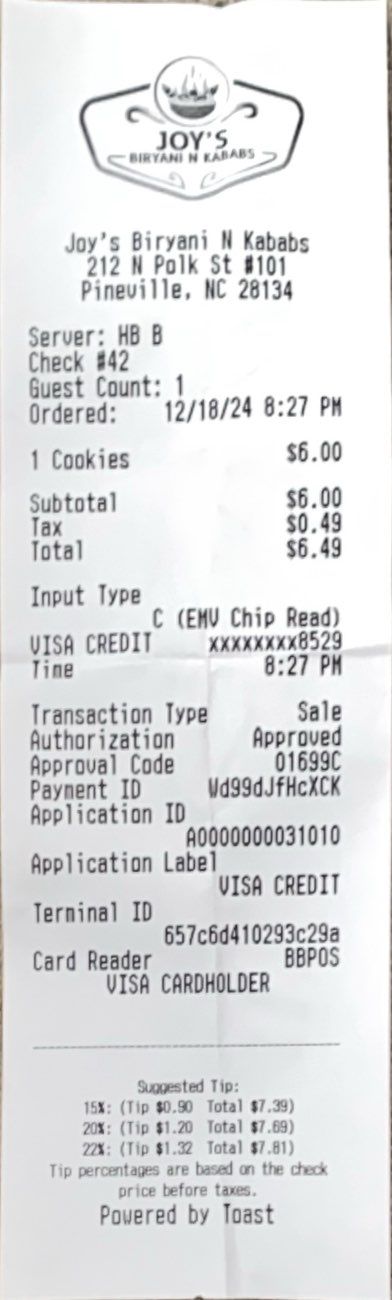 JOY'S
BIRYANI N KABABS
Joy's Biryani N Kababs
212 N Polk St #101
Pineville, NC 28134
Server: HB B
Check #42
Guest Count: 1
Ordered: 12/18/24 8:27 PM
1 Cookies $6.00
Subtotal $6.00
Tax $0.49
Total $6.49
Input Type
C (EMV Chip Read)
VISA CREDIT xxxxxxxx8529
Time 8:27 PM
Transaction Type Sale
Authorization Approved
Approval Code 01699C
Payment ID Wd99dJfHcXCK
Application ID
A0000000031010
Application Label
VISA CREDIT
Terminal ID
657c6d410293c29a
Card Reader BBPOS
VISA CARDHOLDER
Suggested Tip:
15%: (Tip $0.90 Total $7.39)
20%: (Tip $1.20 Total $7.69)
22%: (Tip $1.32 Total $7.81)
Tip percentages are based on the check
price before taxes.
Powered by Toast